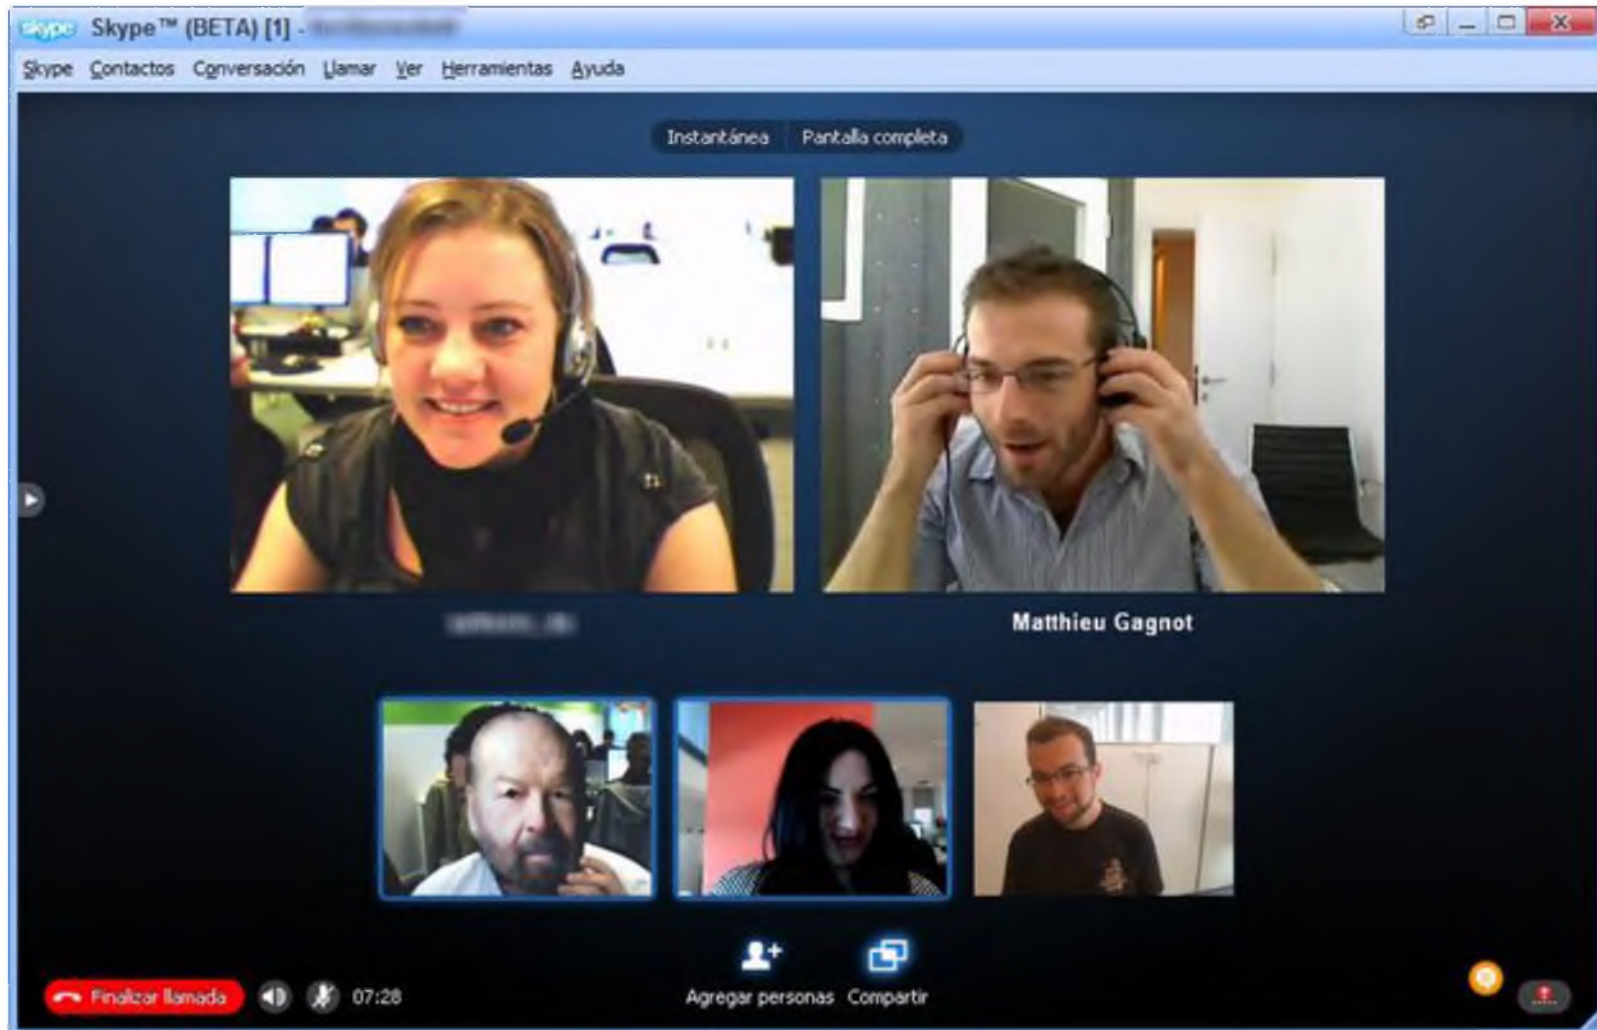 skype Skype™ (BETA) [1] -
Skype Contactos Conversación Llamar Ver Herramientas Ayuda
Instantánea Pantalla completa
Matthieu Gagnot
Agregar personas Compartir
Finalizar llamada 07:28